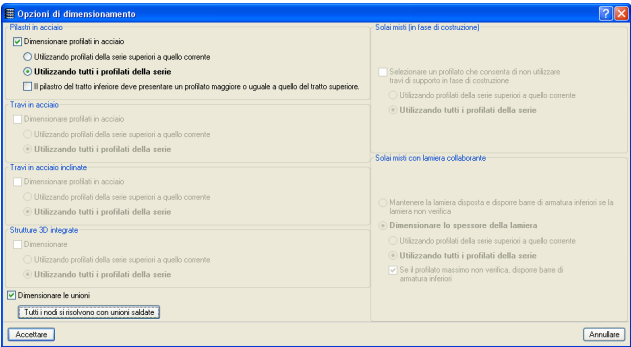 Opzioni di dimensionamento
Pilastri in acciaio
Dimensionare profilati in acciaio
Utilizzando profilati della serie superiori a quello corrente
Utilizzando tutti i profilati della serie
Il pilastro del tratto inferiore deve presentare un profilato maggiore o uguale a quello del tratto superiore.
Travi in acciaio
Dimensionare profilati in acciaio
Utilizzando profilati della serie superiori a quello corrente
Utilizzando tutti i profilati della serie
Travi in acciaio inclinate
Dimensionare profilati in acciaio
Utilizzando profilati della serie superiori a quello corrente
Utilizzando tutti i profilati della serie
Strutture 3D integrate
Dimensionare
Utilizzando profilati della serie superiori a quello corrente
Utilizzando tutti i profilati della serie
Dimensionare le unioni
Tutti i nodi si risolvono con unioni saldate
Solai misti (in fase di costruzione)
Selezionare un profilato che consenta di non utilizzare
travi di supporto in fase di costruzione
Utilizzando profilati della serie superiori a quello corrente
Utilizzando tutti i profilati della serie
Solai misti con lamiera collaborante
Mantenere la lamiera disposta e disporre barre di armatura inferiori se la
lamiera non verifica
Dimensionare lo spessore della lamiera
Utilizzando profilati della serie superiori a quello corrente
Utilizzando tutti i profilati della serie
Se il profilato massimo non verifica, disporre barre di
armatura inferiori
Accettare
Annullare